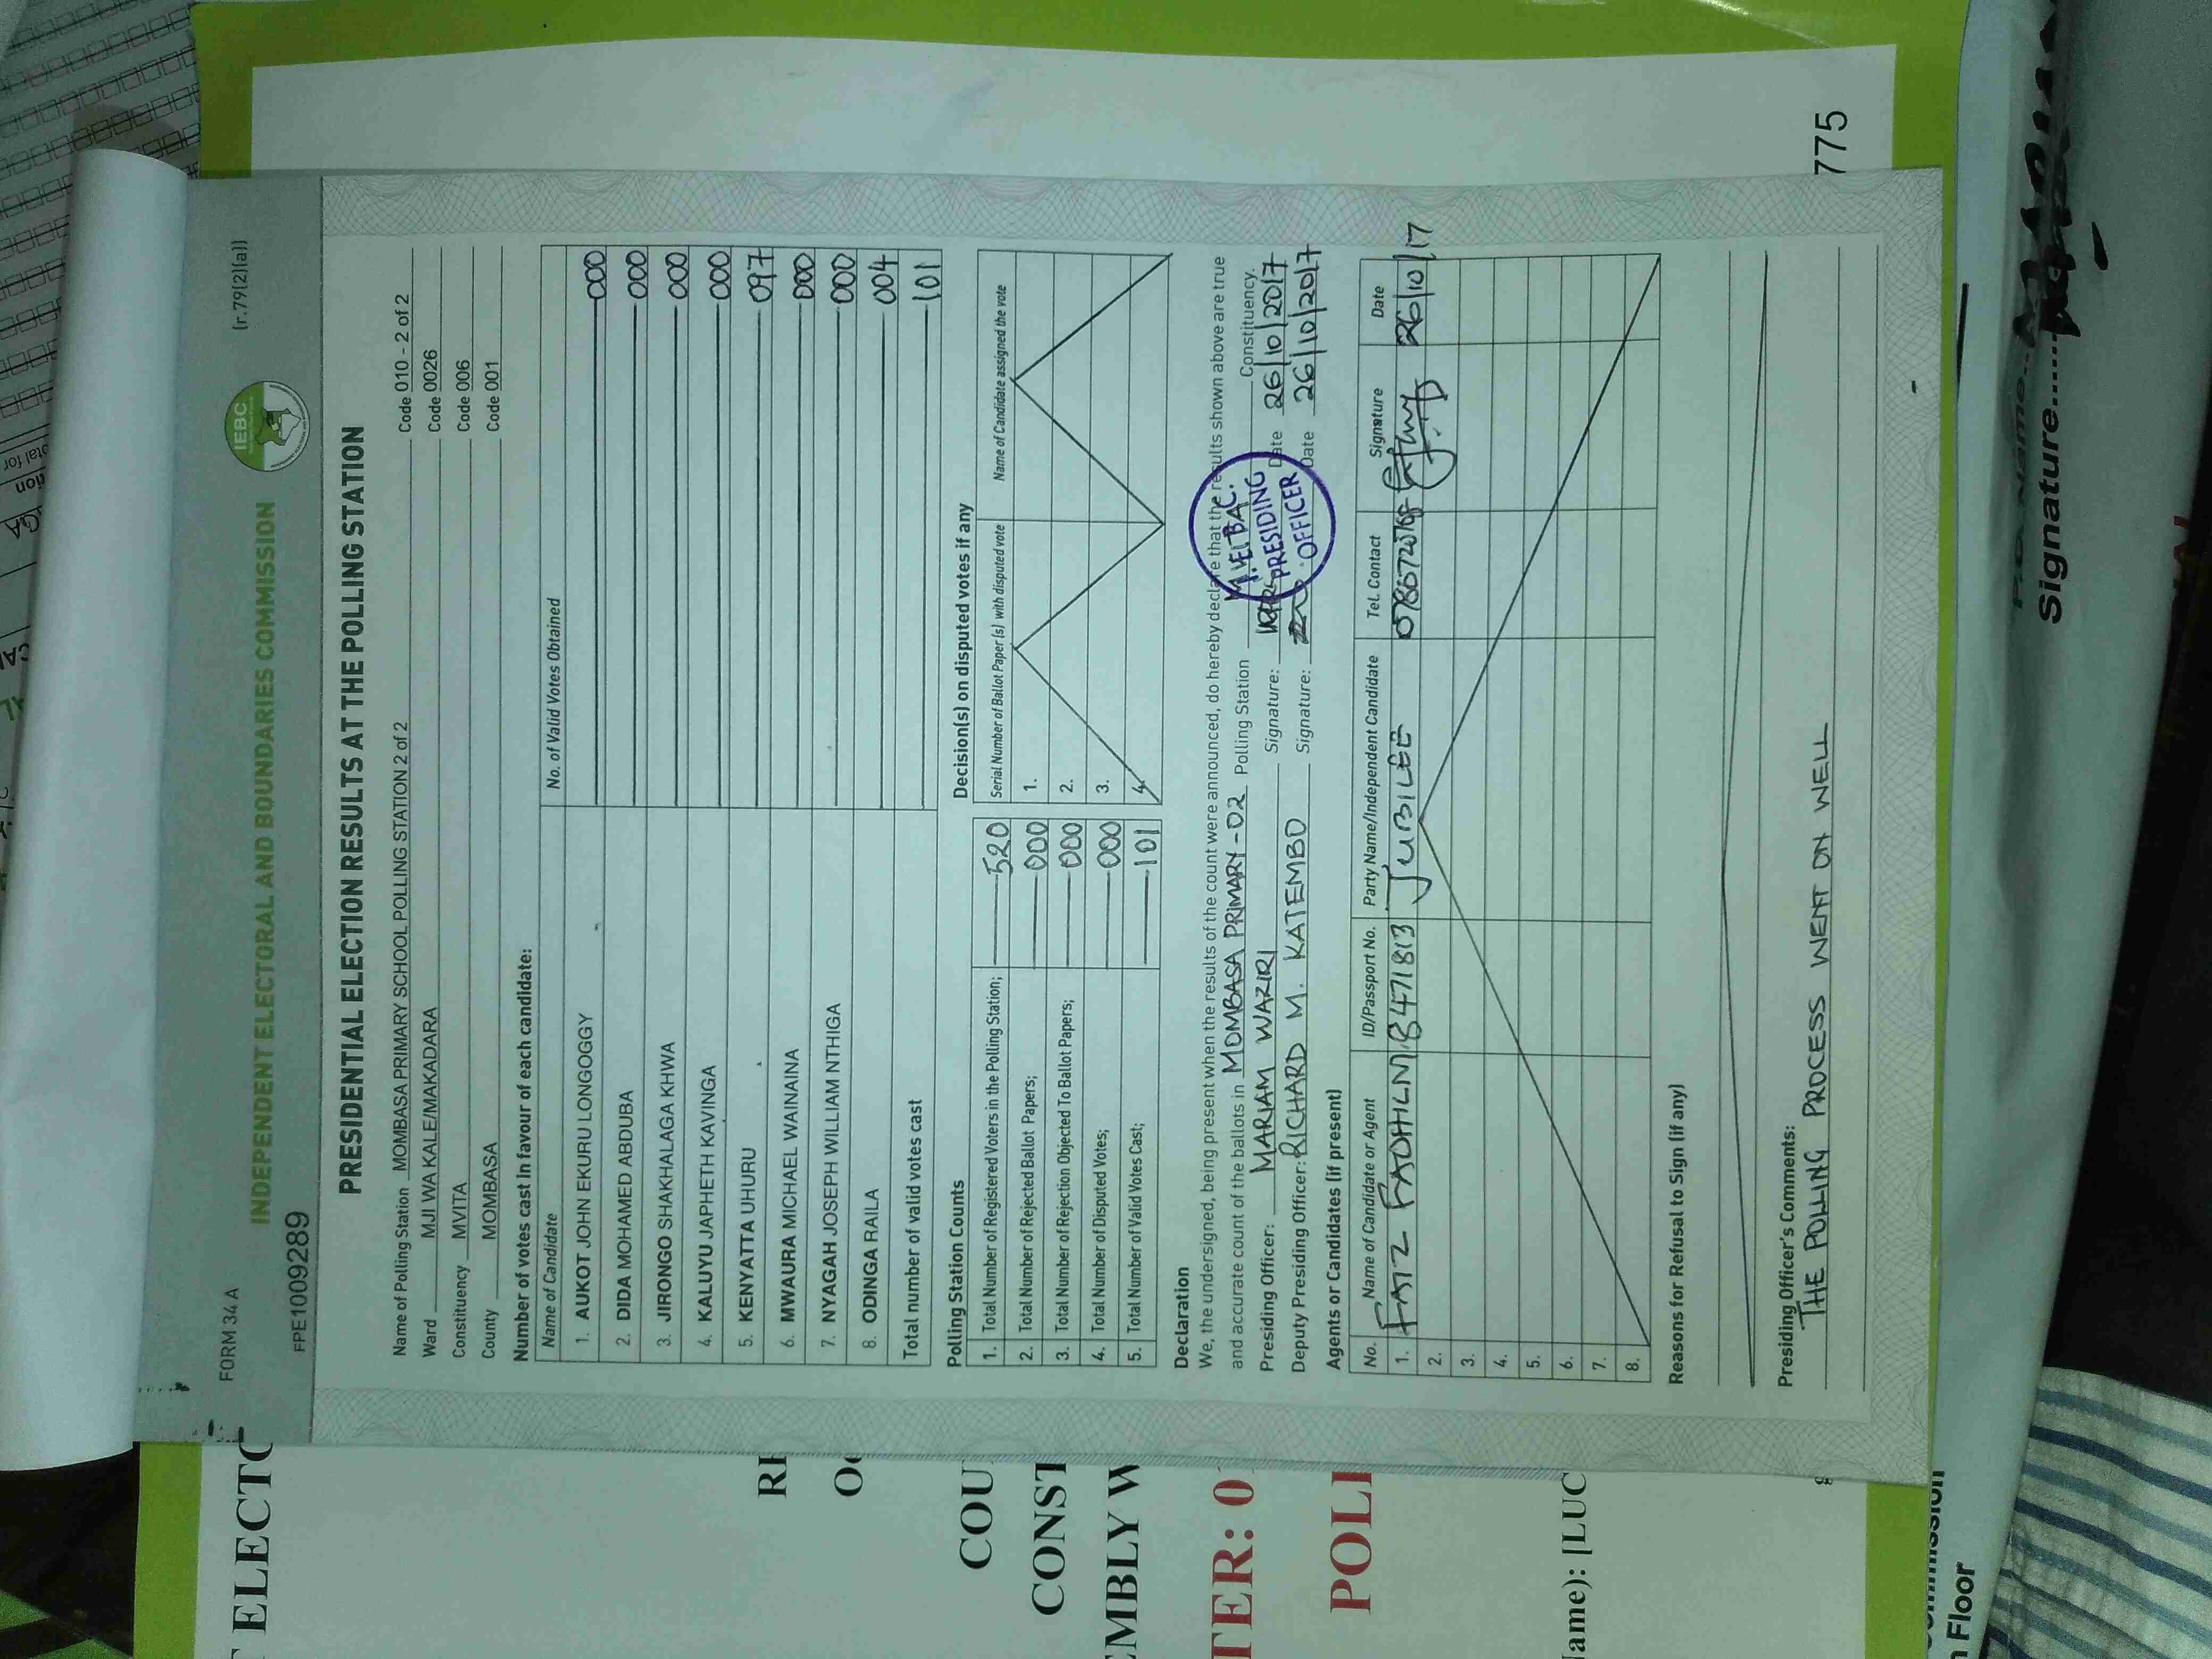 FORM 34 A
(r.79(2)(a))
INDEPENDENT ELECTORAL AND BOUNDARIES COMMISSION
IEBC
FPE1009289
PRESIDENTIAL ELECTION RESULTS AT THE POLLING STATION
Name of Polling Station MOMBASA PRIMARY SCHOOL POLLING STATION 2 of 2 Code 010 - 2 of 2
Ward MJI WA KALE/MAKADARA Code 0026
Constituency MVITA Code 006
County MOMBASA Code 001
Number of votes cast in favour of each candidate:
Name of Candidate No. of Valid Votes Obtained
1. AUKOT JOHN EKURU LONGOGGY 000
2. DIDA MOHAMED ABDUBA 000
3. JIRONGO SHAKHALAGA KHWA 000
4. KALUYU JAPHETH KAVINGA 000
5. KENYATTA UHURU 097
6. MWAURA MICHAEL WAINAINA 000
7. NYAGAH JOSEPH WILLIAM NTHIGA 000
8. ODINGA RAILA 004
Total number of valid votes cast 101
Polling Station Counts
1. Total Number of Registered Voters in the Polling Station; 520
2. Total Number of Rejected Ballot Papers; 000
3. Total Number of Rejection Objected To Ballot Papers; 000
4. Total Number of Disputed Votes; 000
5. Total Number of Valid Votes Cast; 101
Decision(s) on disputed votes if any
Serial Number of Ballot Paper(s) with disputed vote Name of Candidate assigned the vote
1.
2.
3.
4.
Declaration
We, the undersigned, being present when the results of the count were announced, do hereby declare that the results shown above are true
and accurate count of the ballots in MOMBASA PRIMARY-02 Polling Station Constituency.
Presiding Officer: MARIAM WAZIRI Signature: Date 26/10/2017
Deputy Presiding Officer: RICHARD M. KATEMBO Signature: Date 26/10/2017
PRESIDING
OFFICER
Agents or Candidates (if present)
No. Name of Candidate or Agent ID/Passport No. Party Name/Independent Candidate Tel. Contact Signature Date
1. JUBILEE 26/10/17
2.
3.
4.
5.
6.
7.
8.
Reasons for Refusal to Sign (if any)
Presiding Officer's Comments:
THE POLLING PROCESS WENT ON WELL
775
Signature.....
ELECTO
COU
CONST
EMBLY W
TER: 0
POLI
ame): [LUC
Floor